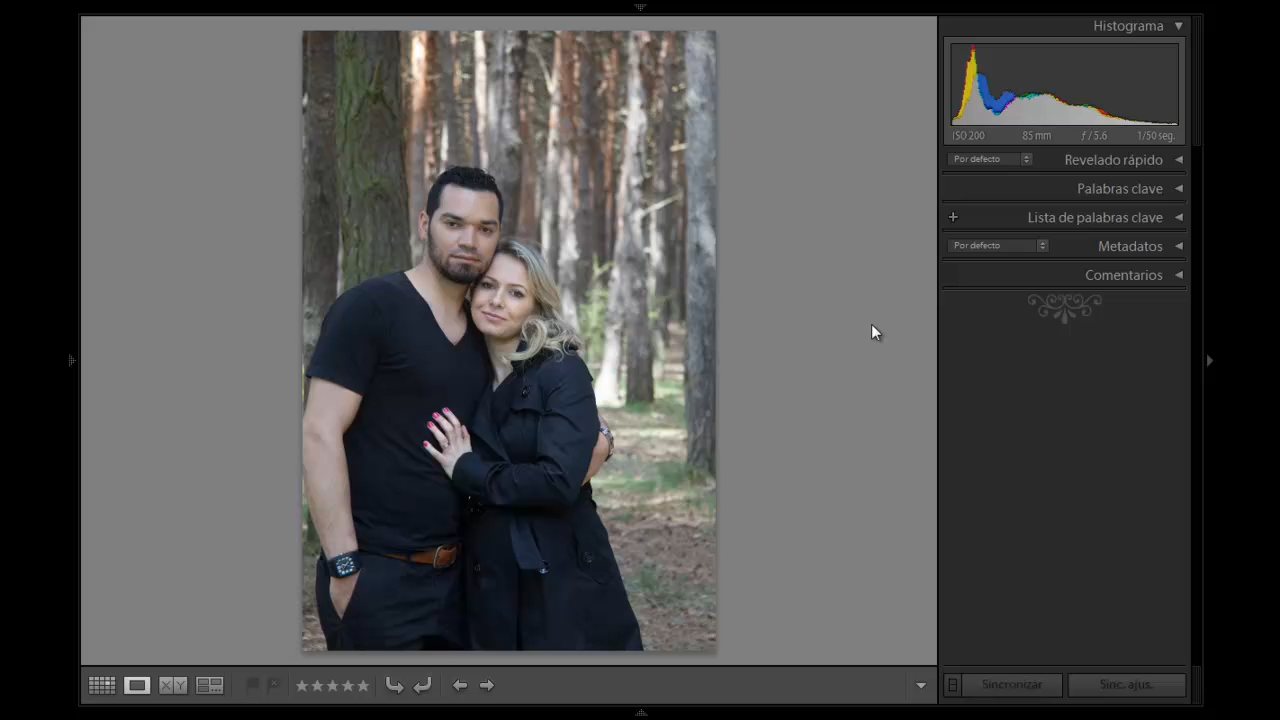 Histograma
ISO 200 85 mm ƒ / 5.6 1/50 seg.
Por defecto Revelado rápido
Palabras clave
Lista de palabras clave
Por defecto Metadatos
Comentarios
X Y
Sincronizar Sinc. ajus.